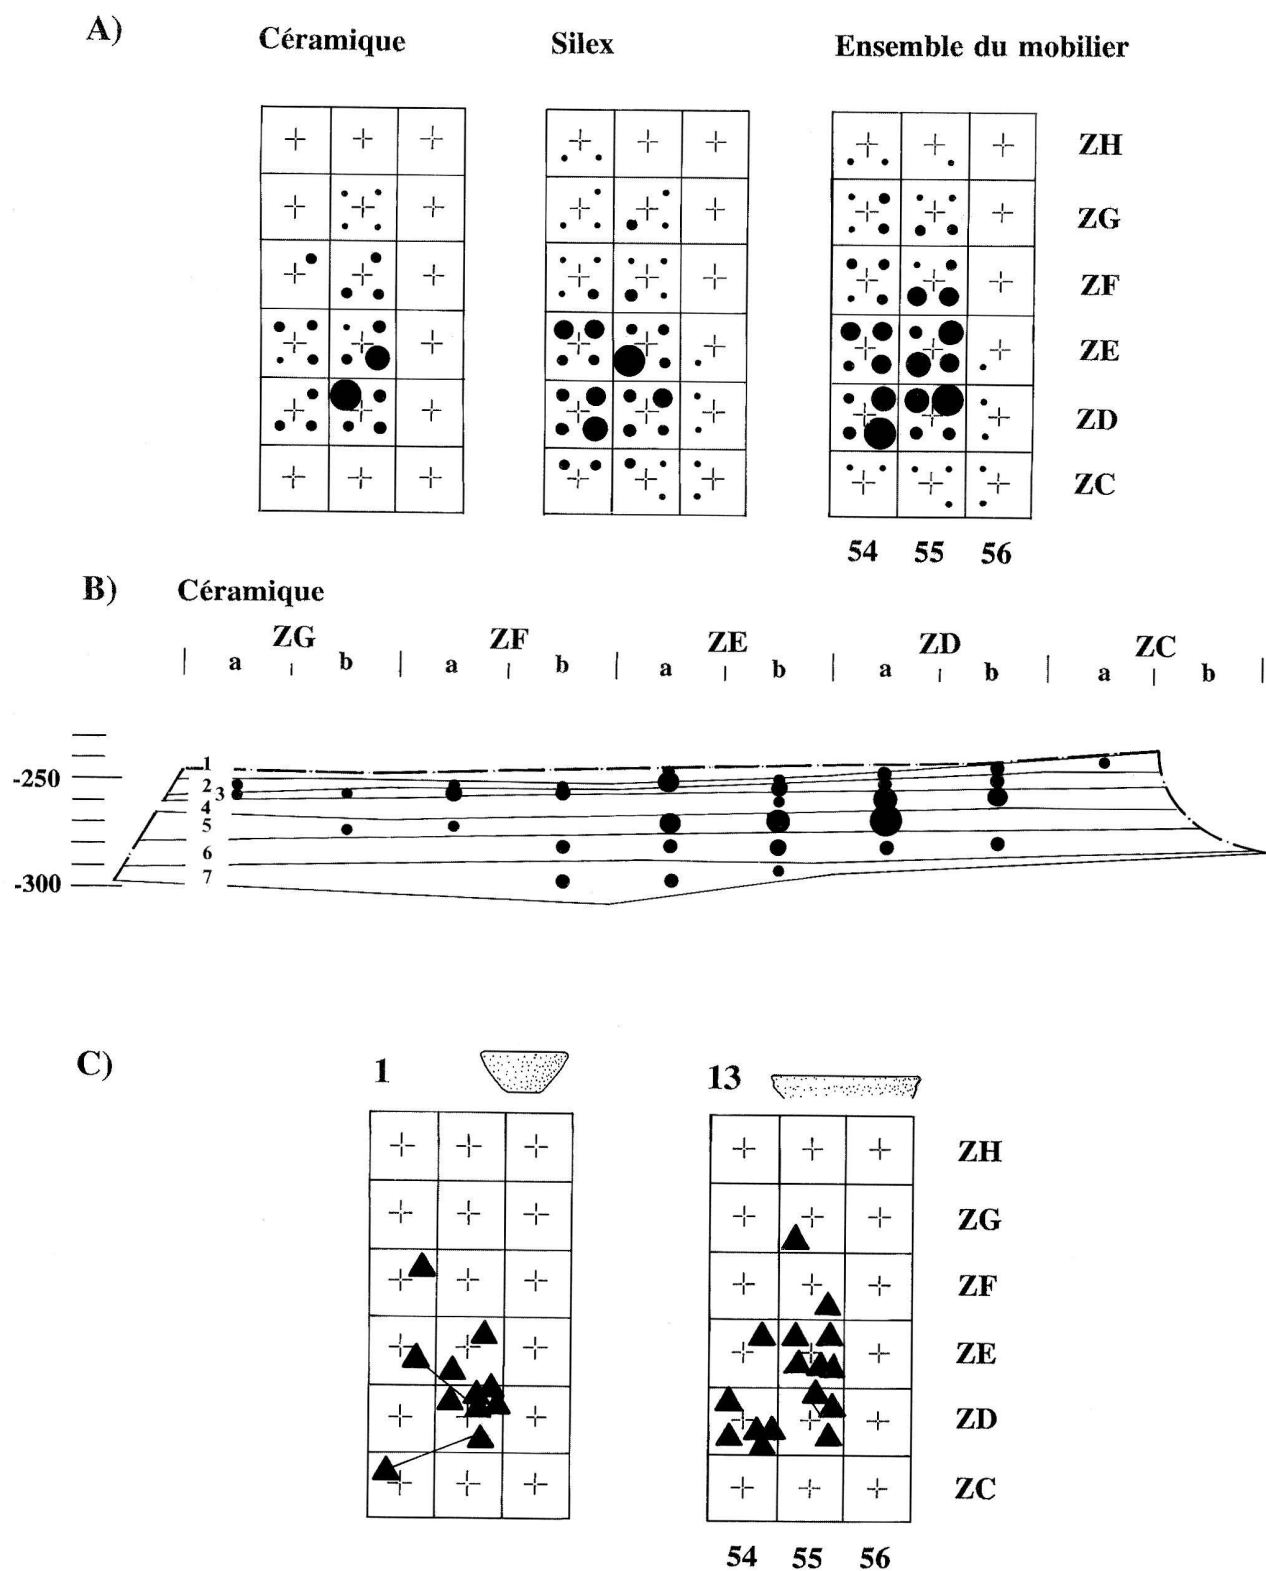 A)
Céramique Silex Ensemble du mobilier
ZH
ZG
ZF
ZE
ZD
ZC
54 55 56
B) Céramique
ZG ZF ZE ZD ZC
a b a b a b a b a b
1
-250
2
3
4
5
6
7
-300
C)
1 13
ZH
ZG
ZF
ZE
ZD
ZC
54 55 56